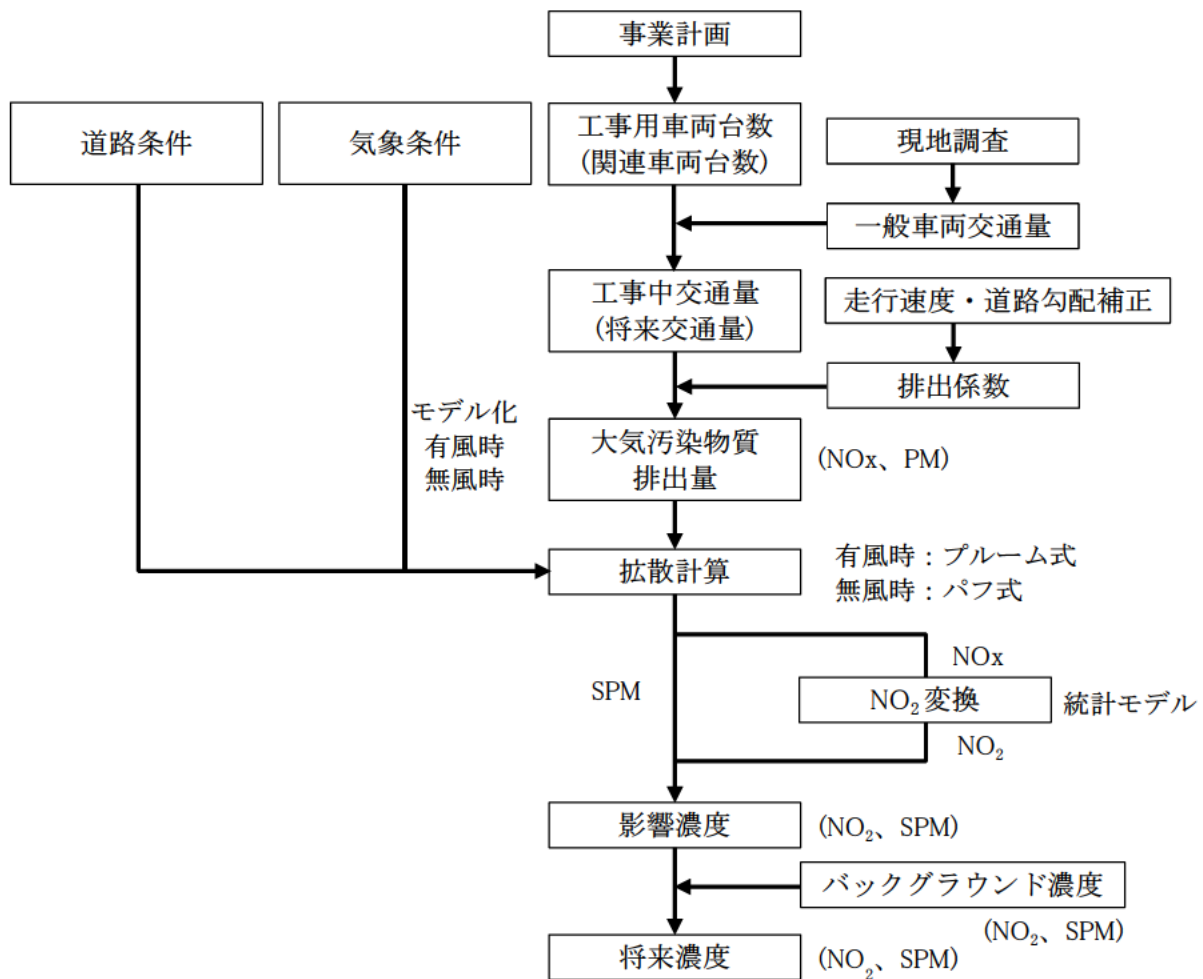 事業計画
道路条件
気象条件
工事用車両台数
(関連車両台数)
現地調査
一般車両交通量
工事中交通量
(将来交通量)
走行速度・道路勾配補正
排出係数
モデル化
有風時
無風時
大気汚染物質
排出量
(NOx、PM)
拡散計算
有風時：プルーム式
無風時：パフ式
SPM
NOx
NO₂変換
統計モデル
NO₂
影響濃度
(NO₂、SPM)
バックグラウンド濃度
(NO₂、SPM)
将来濃度
(NO₂、SPM)